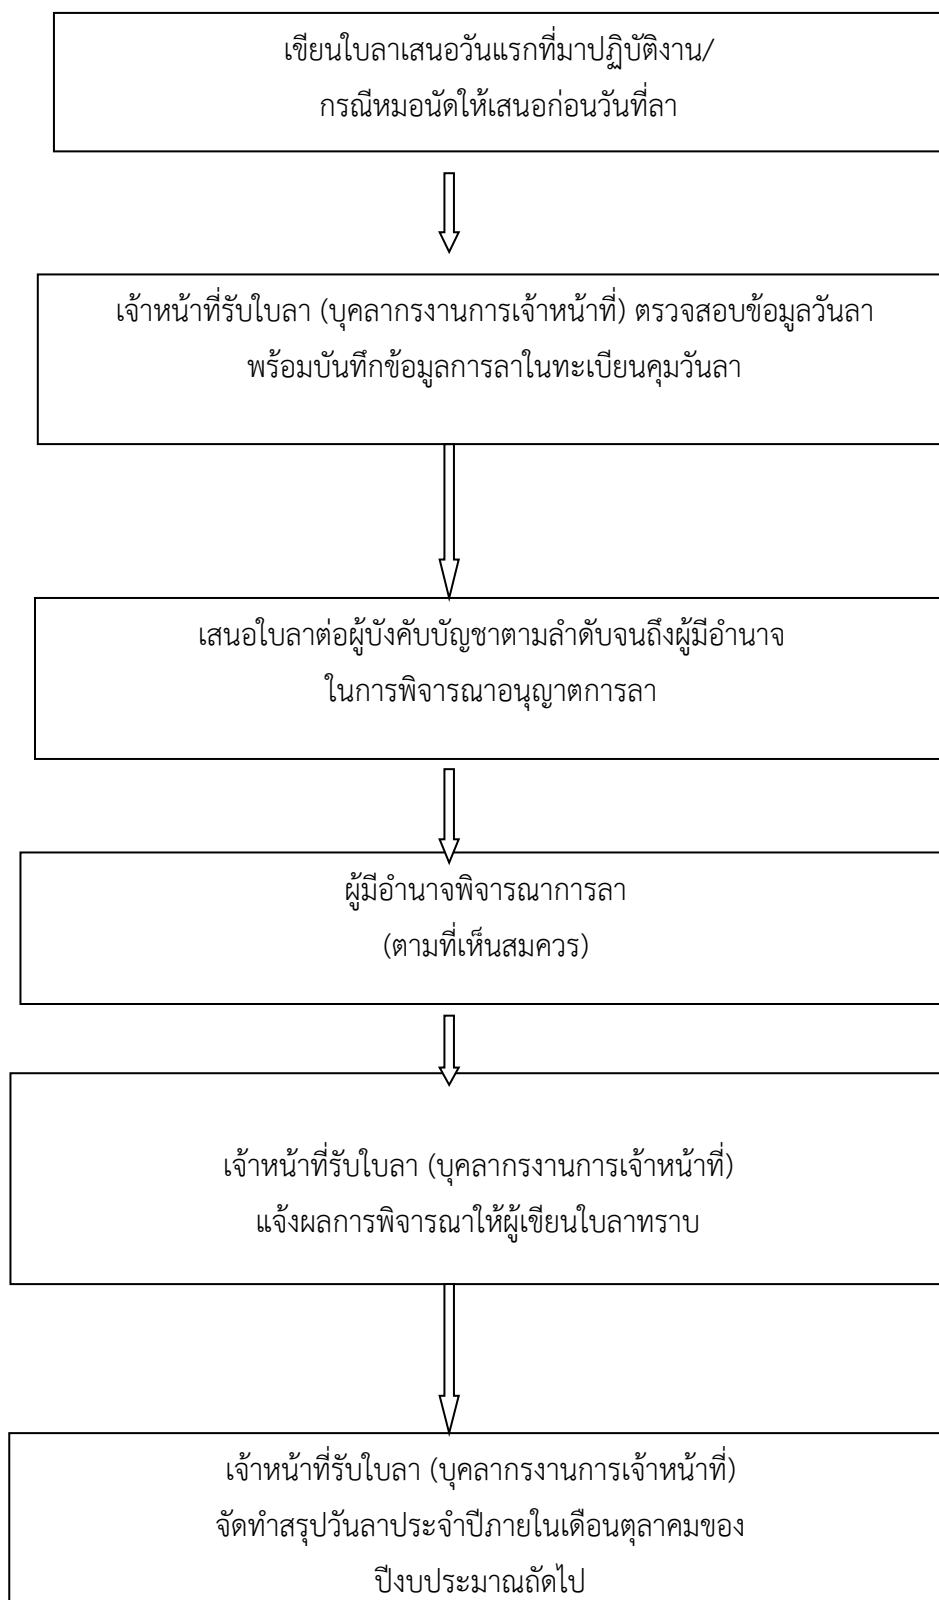 เขียนใบลาเสนอวันแรกที่มาปฏิบัติงาน/
กรณีหมอนัดให้เสนอก่อนวันที่ลา
เจ้าหน้าที่รับใบลา (บุคลากรงานการเจ้าหน้าที่) ตรวจสอบข้อมูลวันลา
พร้อมบันทึกข้อมูลการลาในทะเบียนคุมวันลา
เสนอใบลาต่อผู้บังคับบัญชาตามลำดับจนถึงผู้มีอำนาจ
ในการพิจารณาอนุญาตการลา
ผู้มีอำนาจพิจารณาการลา
(ตามที่เห็นสมควร)
เจ้าหน้าที่รับใบลา (บุคลากรงานการเจ้าหน้าที่)
แจ้งผลการพิจารณาให้ผู้เขียนใบลาทราบ
เจ้าหน้าที่รับใบลา (บุคลากรงานการเจ้าหน้าที่)
จัดทำสรุปวันลาประจำปีภายในเดือนตุลาคมของ
ปีงบประมาณถัดไป